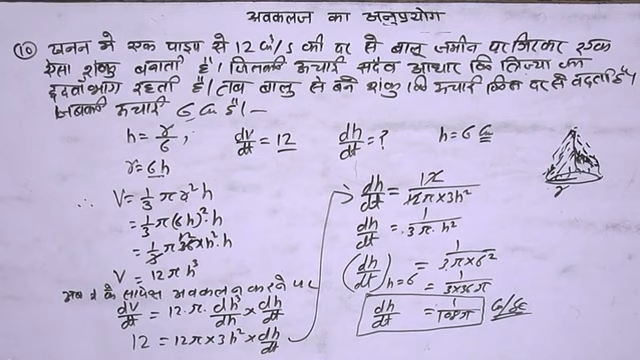 अवकलज का अनुप्रयोग
(10) खनन में एक पाइप से 12 cm³/s की दर से बालू जमीन पर गिरकर एक
ऐसा शंकु बनाती है। जिसकी ऊंचाई सदैव आधार कि त्रिज्या का
छटवाँ भाग रहती है। तब बालु से बने शंकु कि ऊंचाई किस दर से बढ़ती है।
जबकी ऊंचाई 6 cm है।-
h = r/6 , dv/dt = 12 dh/dt = ? h = 6 cm
r = 6h
∴ V = 1/3 π r² h
= 1/3 π (6h)² · h
= 1/3 π 36 × h² · h
V = 12πh³
अब t के सापेक्ष अवकलन करने पर
dv/dt = 12·π· dh³/dh × dh/dt
12 = 12π × 3h² × dh/dt
dh/dt = 12/12π × 3h²
dh/dt = 1/3π·h²
(dh/dt) h=6 = 1/3π×6² = 1/3×36π
dh/dt = 1/108π cm/sec
r